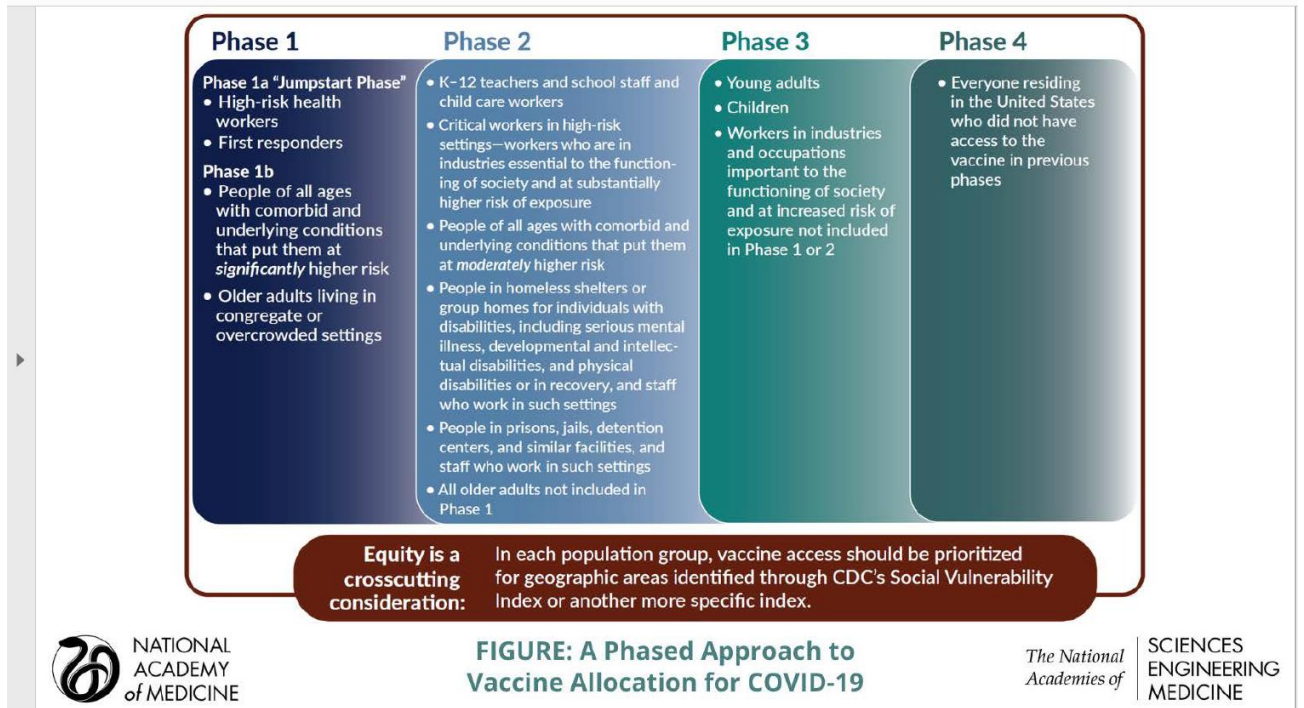 Phase 1
Phase 1a “Jumpstart Phase”
• High-risk health
workers
• First responders
Phase 1b
• People of all ages
with comorbid and
underlying conditions
that put them at
significantly higher risk
• Older adults living in
congregate or
overcrowded settings
Phase 2
• K–12 teachers and school staff and
child care workers
• Critical workers in high-risk
settings—workers who are in
industries essential to the function-
ing of society and at substantially
higher risk of exposure
• People of all ages with comorbid and
underlying conditions that put them
at moderately higher risk
• People in homeless shelters or
group homes for individuals with
disabilities, including serious mental
illness, developmental and intellec-
tual disabilities, and physical
disabilities or in recovery, and staff
who work in such settings
• People in prisons, jails, detention
centers, and similar facilities, and
staff who work in such settings
• All older adults not included in
Phase 1
Phase 3
• Young adults
• Children
• Workers in industries
and occupations
important to the
functioning of society
and at increased risk of
exposure not included
in Phase 1 or 2
Phase 4
• Everyone residing
in the United States
who did not have
access to the
vaccine in previous
phases
Equity is a
crosscutting
consideration:
In each population group, vaccine access should be prioritized
for geographic areas identified through CDC’s Social Vulnerability
Index or another more specific index.
NATIONAL
ACADEMY
of MEDICINE
FIGURE: A Phased Approach to
Vaccine Allocation for COVID-19
The National
Academies of
SCIENCES
ENGINEERING
MEDICINE